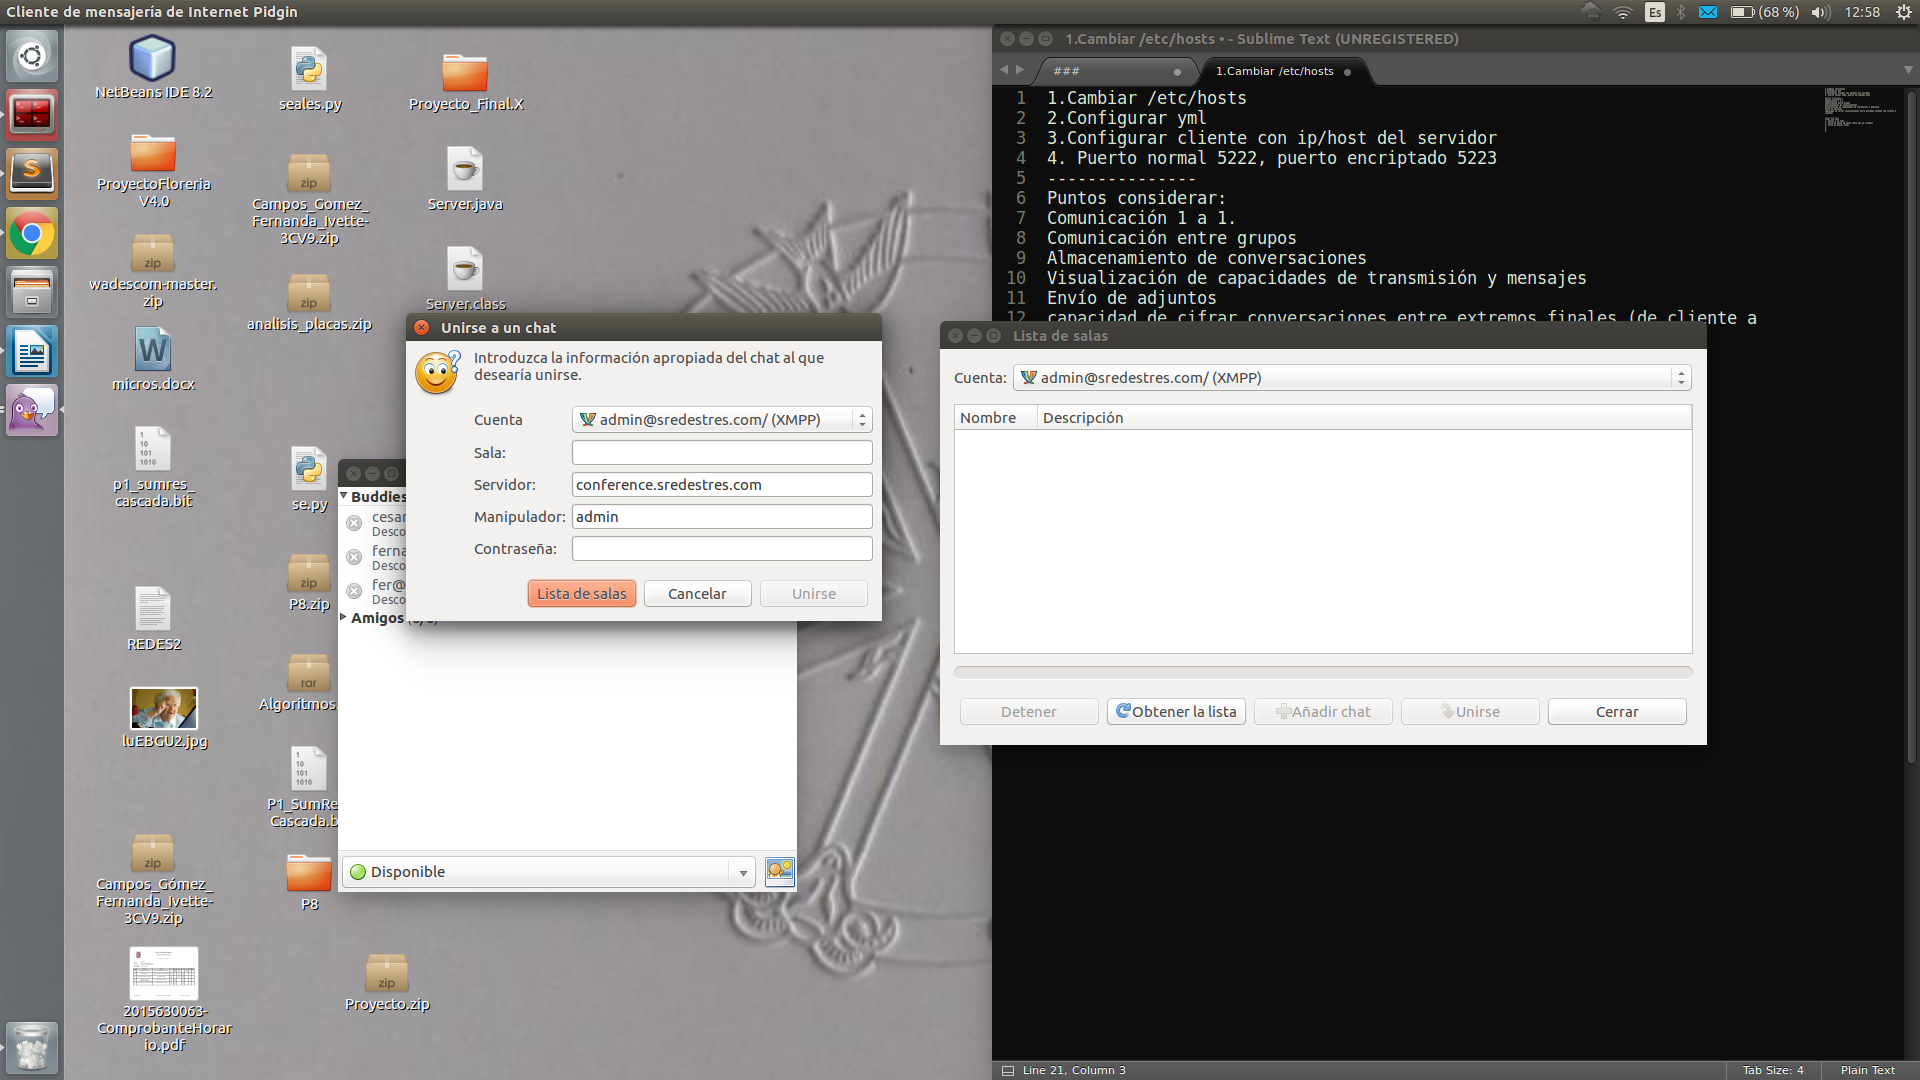 Cliente de mensajería de Internet Pidgin
Es
(68 %)
12:58
NetBeans IDE 8.2
seales.py
Proyecto_Final.X
ProyectoFloreria
V4.0
zip
Campos_Gomez_
Fernanda_Ivette-
3CV9.zip
Server.java
zip
wadescom-master.
zip
zip
analisis_placas.zip
Server.class
W
micros.docx
p1_sumres_
cascada.bit
se.py
zip
P8.zip
REDES2
rar
Algoritmos.
luEBGU2.jpg
P1_SumRe
Cascada.b
zip
Campos_Gómez_
Fernanda_Ivette-
3CV9.zip
P8
2015630063-
ComprobanteHorar
io.pdf
zip
Proyecto.zip
Buddies
cesar
Desco
ferna
Desco
fer@
Desco
Amigos
Disponible
Unirse a un chat
Introduzca la información apropiada del chat al que
desearía unirse.
Cuenta
admin@sredestres.com/ (XMPP)
Sala:
Servidor:
conference.sredestres.com
Manipulador:
admin
Contraseña:
Lista de salas
Cancelar
Unirse
1.Cambiar /etc/hosts • - Sublime Text (UNREGISTERED)
###
1.Cambiar /etc/hosts
1 1.Cambiar /etc/hosts
2 2.Configurar yml
3 3.Configurar cliente con ip/host del servidor
4 4. Puerto normal 5222, puerto encriptado 5223
5 ---------------
6 Puntos considerar:
7 Comunicación 1 a 1.
8 Comunicación entre grupos
9 Almacenamiento de conversaciones
10 Visualización de capacidades de transmisión y mensajes
11 Envío de adjuntos
12 capacidad de cifrar conversaciones entre extremos finales (de cliente a
Lista de salas
Cuenta:
admin@sredestres.com/ (XMPP)
Nombre
Descripción
Detener
Obtener la lista
Añadir chat
Unirse
Cerrar
Line 21, Column 3
Tab Size: 4
Plain Text